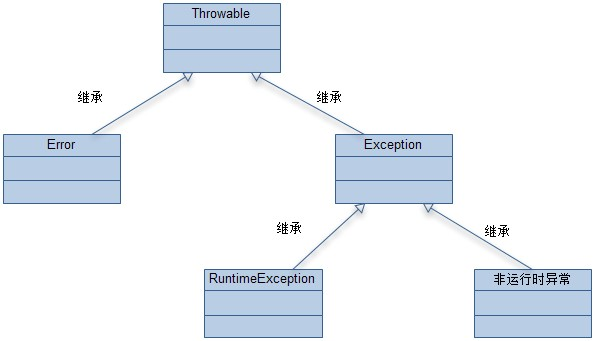 Throwable
继承
继承
Error
Exception
继承
继承
RuntimeException
非运行时异常